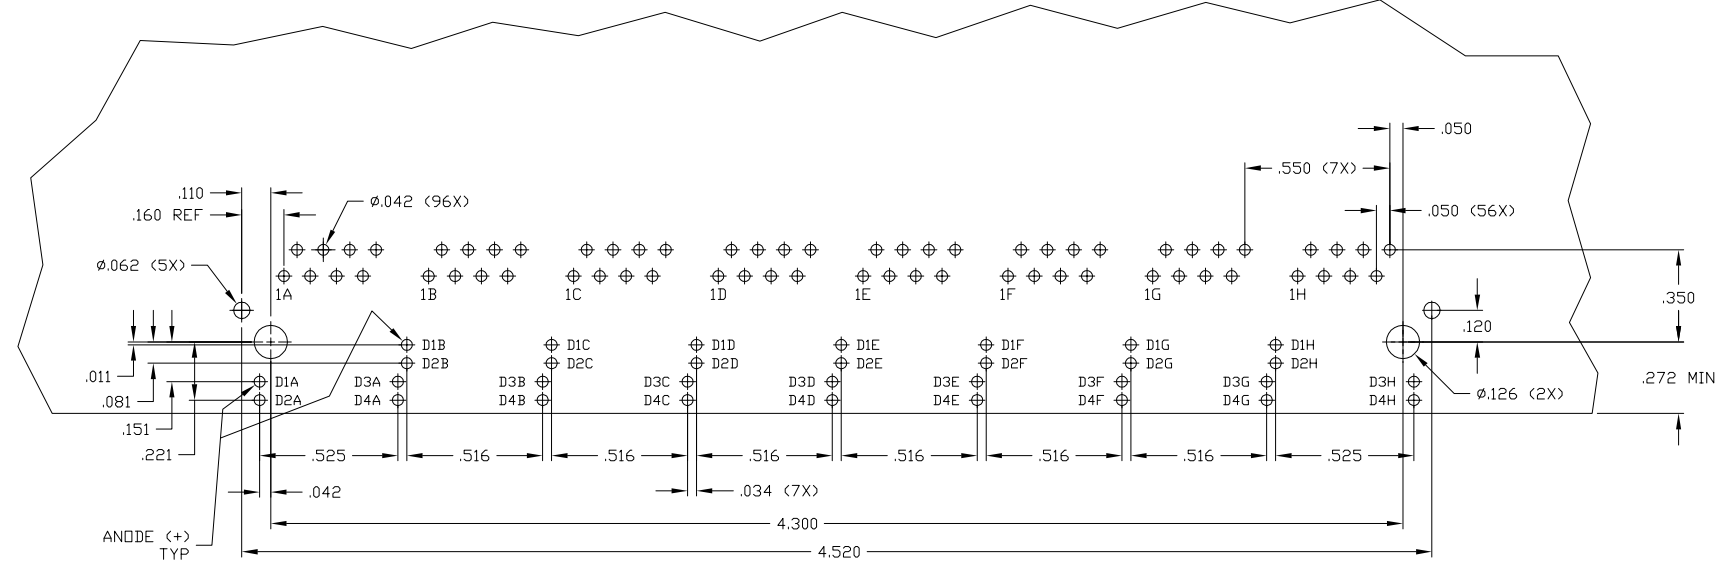 .050
.550 (7X)
.110
.160 REF
Ø.042 (96X)
.050 (56X)
Ø.062 (5X)
1A 1B 1C 1D 1E 1F 1G 1H
.350
.120
D1B D1C D1D D1E D1F D1G D1H
D2B D2C D2D D2E D2F D2G D2H
.011
D1A D3A D3B D3C D3D D3E D3F D3G D3H
.272 MIN
.081
D2A D4A D4B D4C D4D D4E D4F D4G D4H
Ø.126 (2X)
.151
.221
.525 .516 .516 .516 .516 .516 .516 .525
.042
.034 (7X)
4.300
ANODE (+)
TYP
4.520